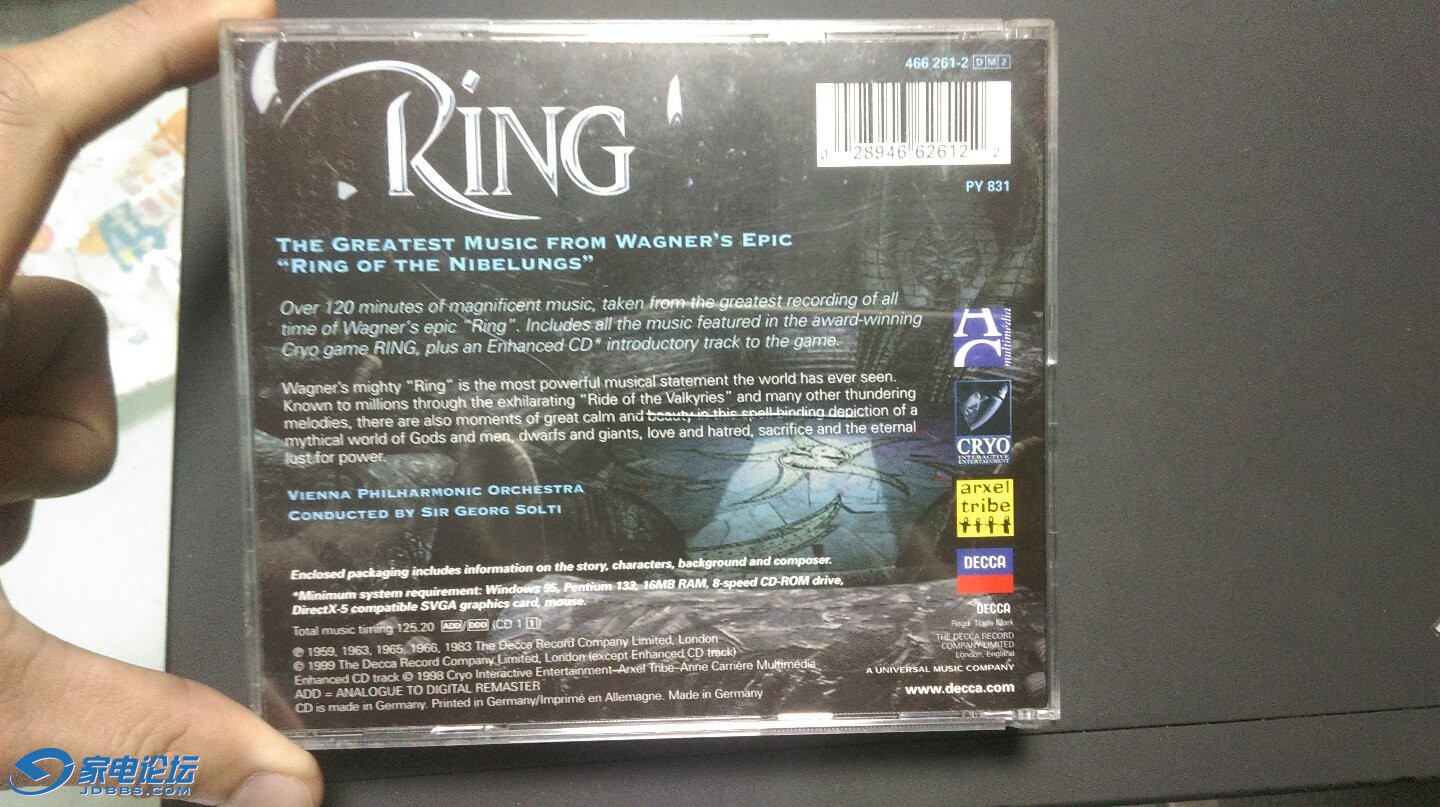 466 261-2 DM2
RING
0 28946 62612 2
PY 831
THE GREATEST MUSIC FROM WAGNER'S EPIC
"RING OF THE NIBELUNGS"
Over 120 minutes of magnificent music, taken from the greatest recording of all
time of Wagner's epic "Ring". Includes all the music featured in the award-winning
Cryo game RING, plus an Enhanced CD* introductory track to the game.
AC multimédia
Wagner's mighty "Ring" is the most powerful musical statement the world has ever seen.
Known to millions through the exhilarating "Ride of the Valkyries" and many other thundering
melodies, there are also moments of great calm and beauty in this spell-binding depiction of a
mythical world of Gods and men, dwarfs and giants, love and hatred, sacrifice and the eternal
lust for power.
CRYO
INTERACTIVE
ENTERTAINMENT
VIENNA PHILHARMONIC ORCHESTRA
CONDUCTED BY SIR GEORG SOLTI
arxel
tribe
DECCA
Enclosed packaging includes information on the story, characters, background and composer.
*Minimum system requirement: Windows 95, Pentium 133, 16MB RAM, 8-speed CD-ROM drive,
DirectX-5 compatible SVGA graphics card, mouse.
Total music timing 125.20 ADD/DDD (CD 1 1)
℗ 1959, 1963, 1965, 1966, 1983 The Decca Record Company Limited, London
© 1999 The Decca Record Company Limited, London (except Enhanced CD track)
Enhanced CD track © 1998 Cryo Interactive Entertainment–Arxel Tribe–Anne Carrière Multimédia
ADD = ANALOGUE TO DIGITAL REMASTER
CD is made in Germany. Printed in Germany/Imprimé en Allemagne. Made in Germany
DECCA
Regd. Trade Mark
THE DECCA RECORD
COMPANY LIMITED
London, England
A UNIVERSAL MUSIC COMPANY
www.decca.com
家电论坛
JDBBS.COM